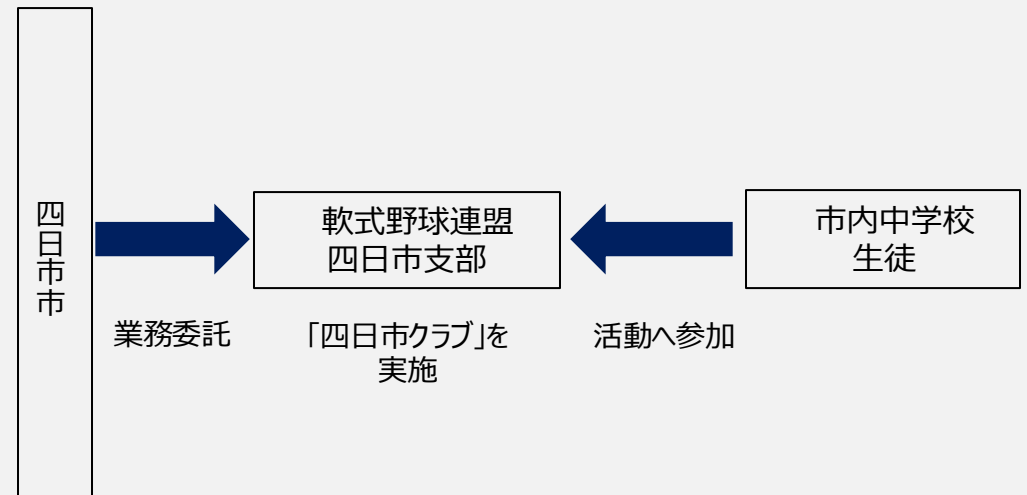 四日市市
軟式野球連盟
四日市支部
市内中学校
生徒
業務委託
「四日市クラブ」を
実施
活動へ参加